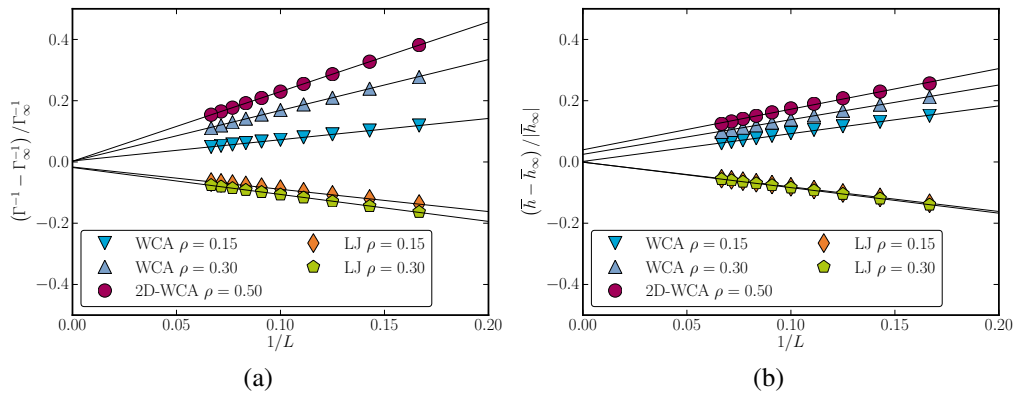 (Γ⁻¹ − Γ∞⁻¹) / Γ∞⁻¹
0.4
0.2
0.0
−0.2
−0.4
WCA ρ = 0.15
WCA ρ = 0.30
2D-WCA ρ = 0.50
LJ ρ = 0.15
LJ ρ = 0.30
0.00 0.05 0.10 0.15 0.20
1/L
(a)
(h̅ − h̅∞) / |h̅∞|
0.4
0.2
0.0
−0.2
−0.4
WCA ρ = 0.15
WCA ρ = 0.30
2D-WCA ρ = 0.50
LJ ρ = 0.15
LJ ρ = 0.30
0.00 0.05 0.10 0.15 0.20
1/L
(b)